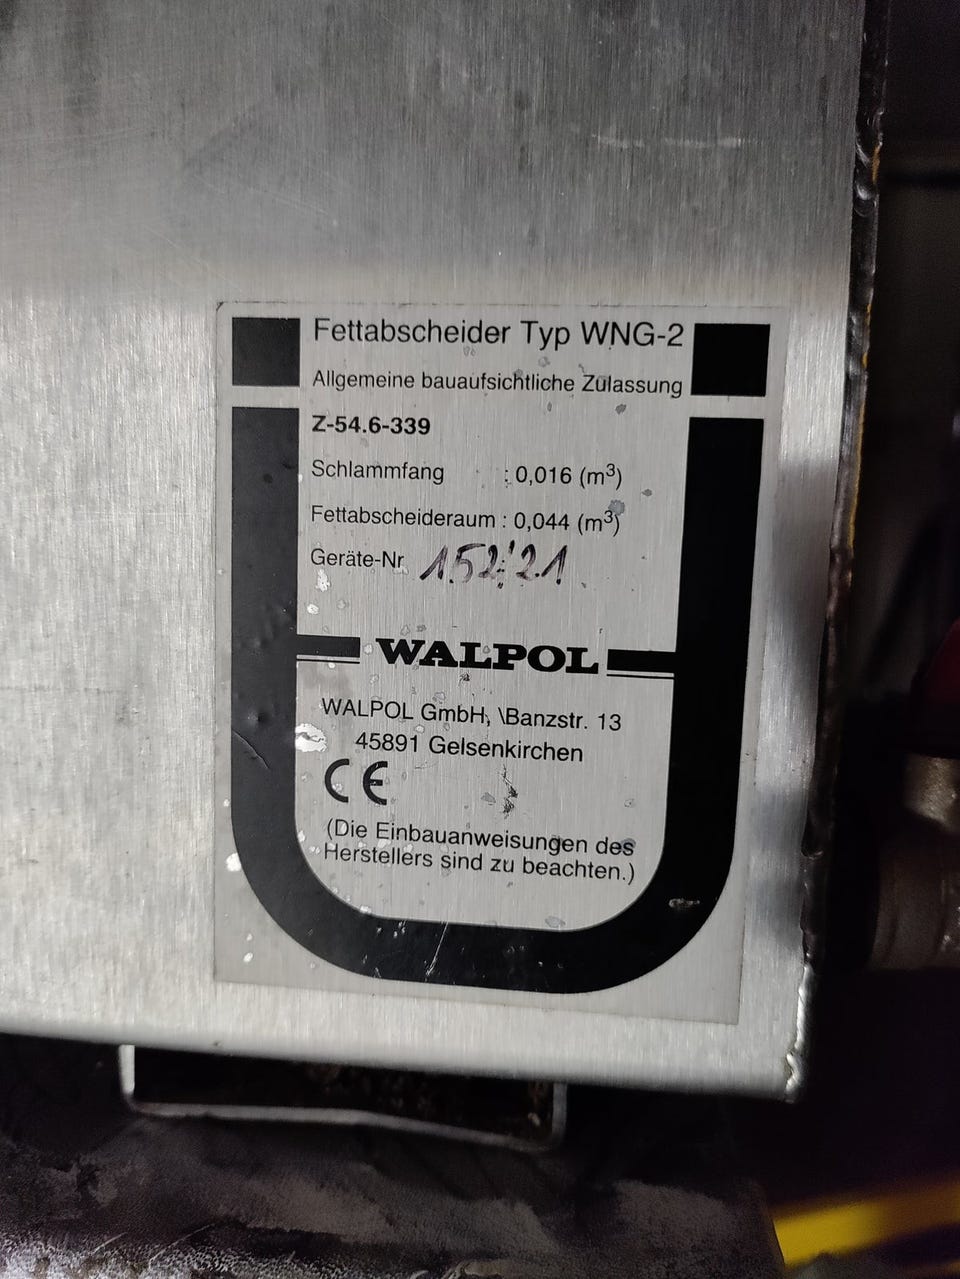 Fettabscheider Typ WNG-2
Allgemeine bauaufsichtliche Zulassung
Z-54.6-339
Schlammfang : 0,016 (m³)
Fettabscheideraum : 0,044 (m³)
Geräte-Nr 152/21
WALPOL
WALPOL GmbH, \Banzstr. 13
45891 Gelsenkirchen
CE
(Die Einbauanweisungen des
Herstellers sind zu beachten.)